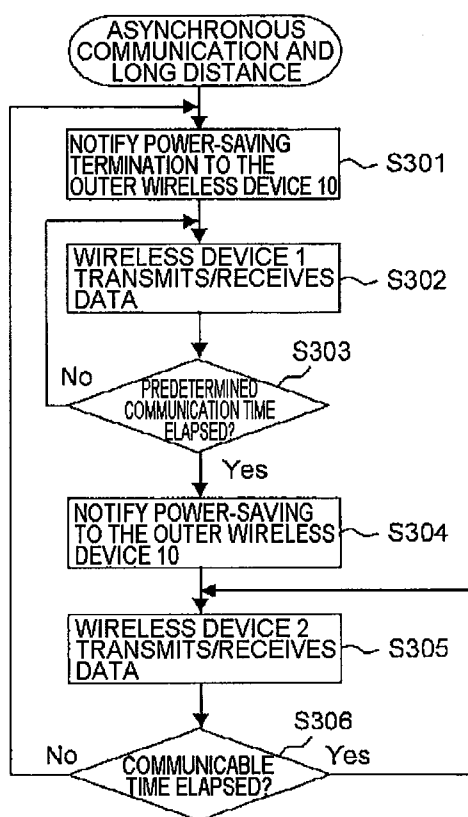 ASYNCHRONOUS
COMMUNICATION AND
LONG DISTANCE
NOTIFY POWER-SAVING
TERMINATION TO THE
OUTER WIRELESS DEVICE 10
S301
WIRELESS DEVICE 1
TRANSMITS/RECEIVES
DATA
S302
S303
No
PREDETERMINED
COMMUNICATION TIME
ELAPSED?
Yes
NOTIFY POWER-SAVING
TO THE OUTER WIRELESS
DEVICE 10
S304
WIRELESS DEVICE 2
TRANSMITS/RECEIVES
DATA
S305
S306
No
COMMUNICABLE
TIME ELAPSED?
Yes